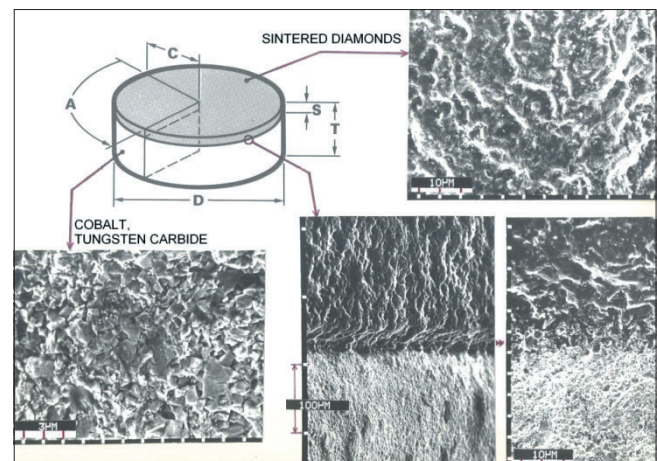 SINTERED DIAMONDS
C
A
S
T
D
COBALT,
TUNGSTEN CARBIDE
10µM
3µM
100µM
10µM